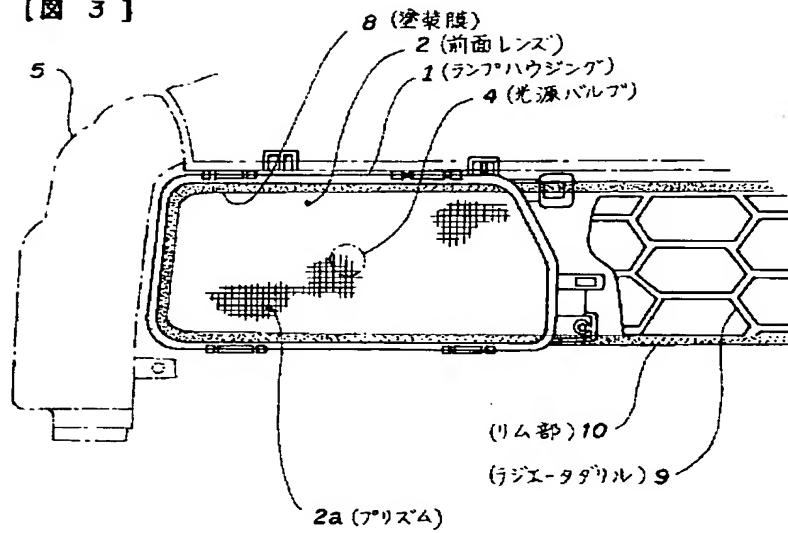 [図 3]
8 (塗装膜)
2 (前面レンズ)
1 (ランプハウジング)
4 (光源バルブ)
5
(リム部) 10
(ラジエータグリル) 9
2a (プリズム)